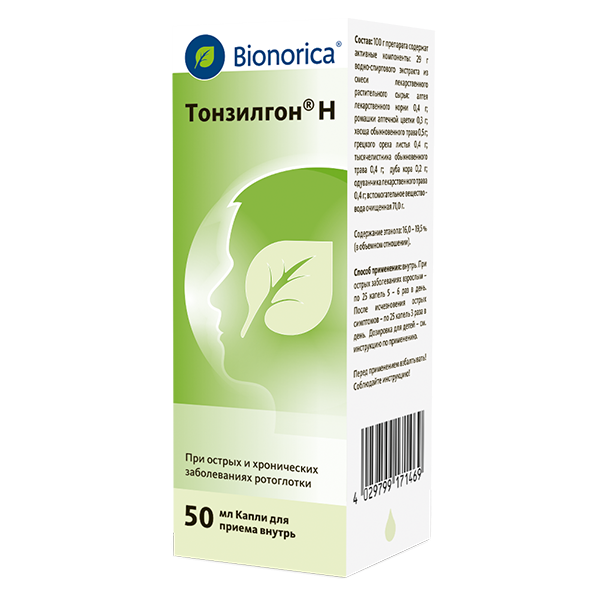 Bionorica®
Тонзилгон® Н
При острых и хронических
заболеваниях ротоглотки
50 мл Капли для
приема внутрь
Состав: 100 г препарата содержат
активные компоненты: 29 г
водно-спиртового экстракта из
смеси лекарственного
растительного сырья: алтея
лекарственного корни 0,4 г;
ромашки аптечной цветки 0,3 г;
хвоща обыкновенного трава 0,5 г;
грецкого ореха листья 0,4 г;
тысячелистника обыкновенного
трава 0,4 г; дуба кора 0,2 г;
одуванчика лекарственного трава
0,4 г; вспомогательное вещество-
вода очищенная 71,0 г.
Содержание этанола: 16,0 – 19,5 %
(в объемном отношении).
Способ применения: внутрь. При
острых заболеваниях взрослым –
по 25 капель 5 – 6 раз в день.
После исчезновения острых
симптомов – по 25 капель 3 раза в
день. Дозировка для детей – см.
инструкцию по применению.
Перед применением взбалтывать!
Соблюдайте инструкцию!
4 029799 171469